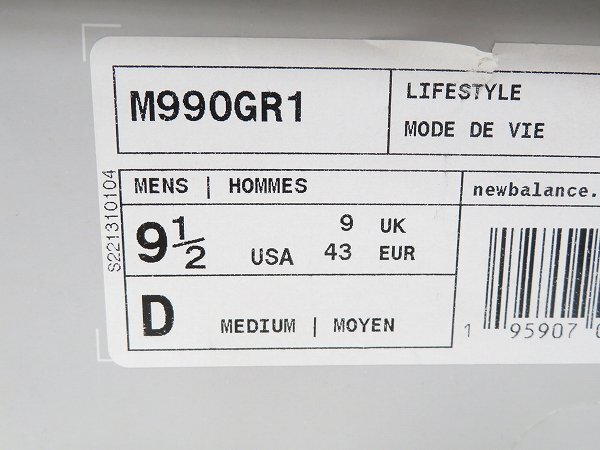 M990GR1
LIFESTYLE
MODE DE VIE
S221310104
MENS | HOMMES
newbalance.
9½ USA 9 UK
43 EUR
D MEDIUM | MOYEN
1 95907